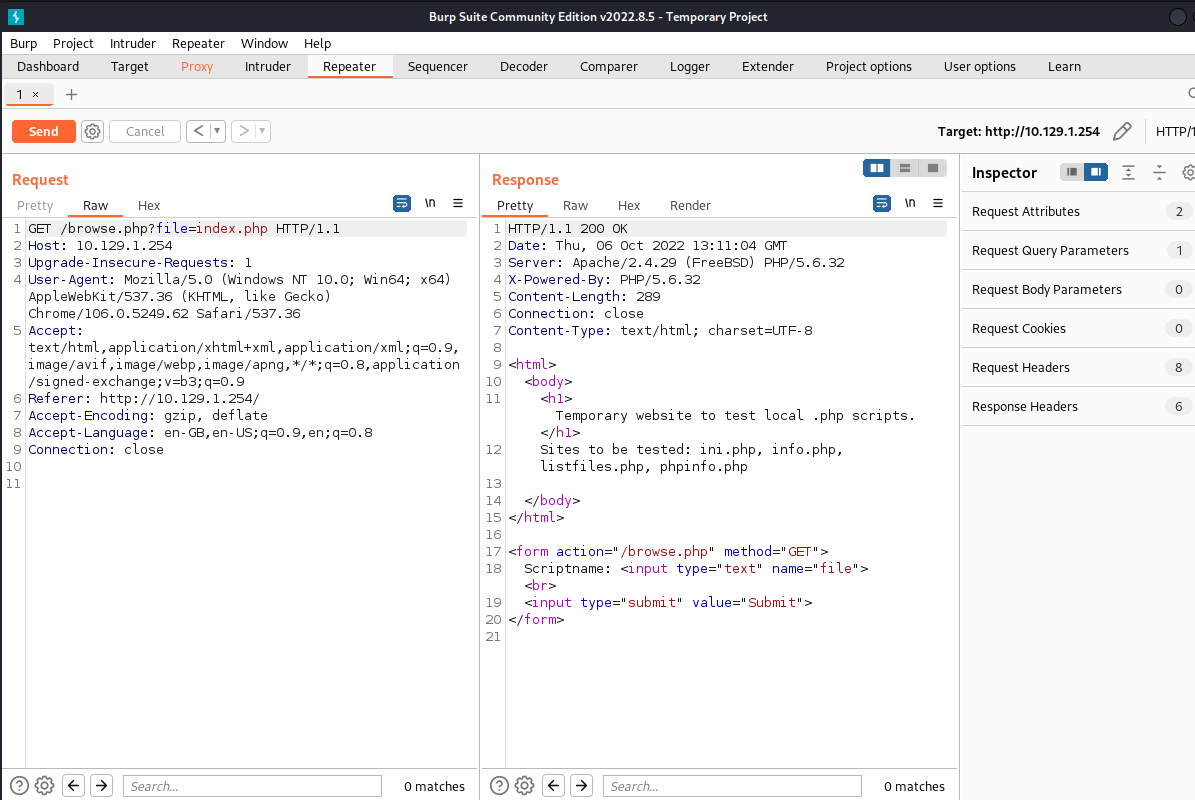 Burp Suite Community Edition v2022.8.5 - Temporary Project
Burp Project Intruder Repeater Window Help
Dashboard Target Proxy Intruder Repeater Sequencer Decoder Comparer Logger Extender Project options User options Learn
1 × +
Send Cancel < ▼ > ▼ Target: http://10.129.1.254 HTTP/1
Request
Pretty Raw Hex \n
1 GET /browse.php?file=index.php HTTP/1.1
2 Host: 10.129.1.254
3 Upgrade-Insecure-Requests: 1
4 User-Agent: Mozilla/5.0 (Windows NT 10.0; Win64; x64)
AppleWebKit/537.36 (KHTML, like Gecko)
Chrome/106.0.5249.62 Safari/537.36
5 Accept:
text/html,application/xhtml+xml,application/xml;q=0.9,
image/avif,image/webp,image/apng,*/*;q=0.8,application
/signed-exchange;v=b3;q=0.9
6 Referer: http://10.129.1.254/
7 Accept-Encoding: gzip, deflate
8 Accept-Language: en-GB,en-US;q=0.9,en;q=0.8
9 Connection: close
10
11
Search... 0 matches
Response
Pretty Raw Hex Render \n
1 HTTP/1.1 200 OK
2 Date: Thu, 06 Oct 2022 13:11:04 GMT
3 Server: Apache/2.4.29 (FreeBSD) PHP/5.6.32
4 X-Powered-By: PHP/5.6.32
5 Content-Length: 289
6 Connection: close
7 Content-Type: text/html; charset=UTF-8
8
9 <html>
10 <body>
11 <h1>
Temporary website to test local .php scripts.
</h1>
12 Sites to be tested: ini.php, info.php,
listfiles.php, phpinfo.php
13
14 </body>
15 </html>
16
17 <form action="/browse.php" method="GET">
18 Scriptname: <input type="text" name="file">
<br>
19 <input type="submit" value="Submit">
20 </form>
21
Search... 0 matches
Inspector
Request Attributes 2
Request Query Parameters 1
Request Body Parameters 0
Request Cookies 0
Request Headers 8
Response Headers 6